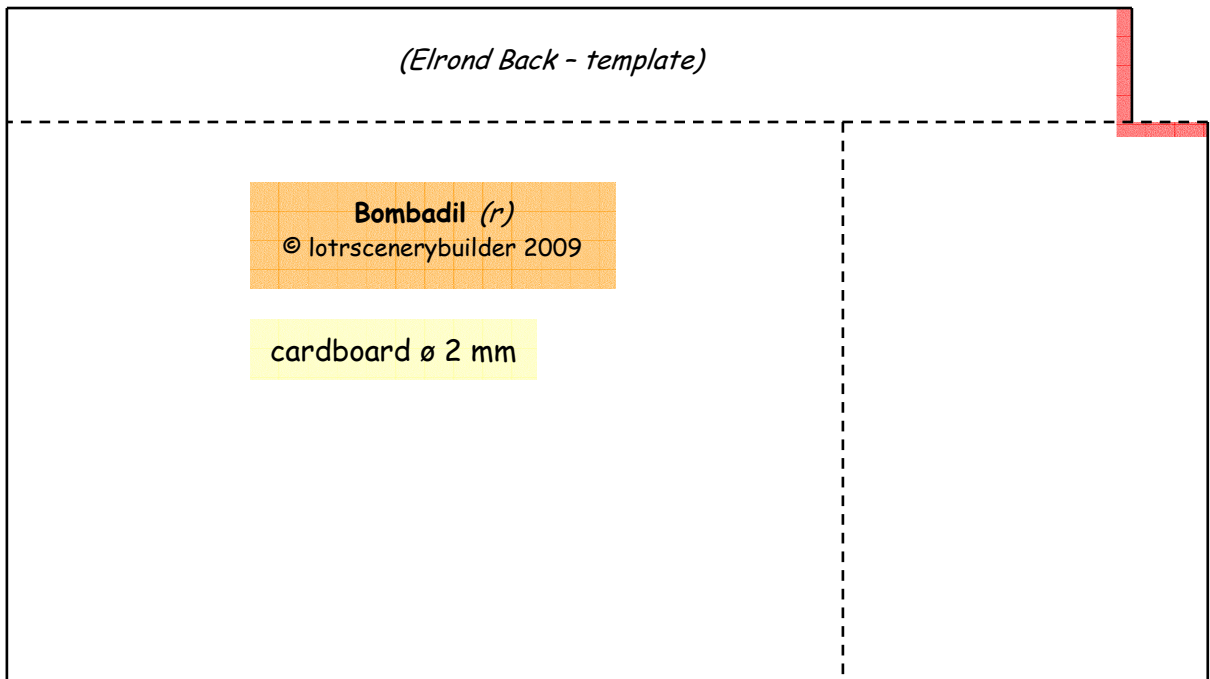 (Elrond Back – template)
Bombadil (r)
© lotrscenerybuilder 2009
cardboard ø 2 mm